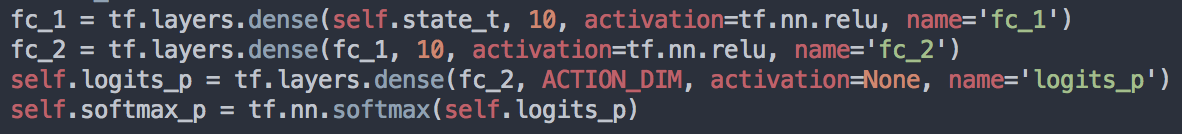 fc_1 = tf.layers.dense(self.state_t, 10, activation=tf.nn.relu, name='fc_1')
fc_2 = tf.layers.dense(fc_1, 10, activation=tf.nn.relu, name='fc_2')
self.logits_p = tf.layers.dense(fc_2, ACTION_DIM, activation=None, name='logits_p')
self.softmax_p = tf.nn.softmax(self.logits_p)